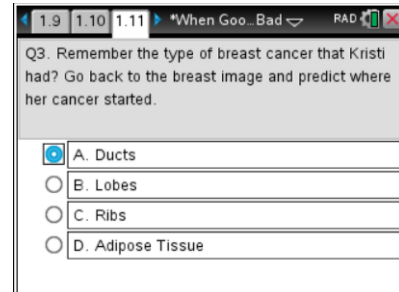 1.9 1.10 1.11 *When Goo...Bad RAD
Q3. Remember the type of breast cancer that Kristi
had? Go back to the breast image and predict where
her cancer started.
A. Ducts
B. Lobes
C. Ribs
D. Adipose Tissue